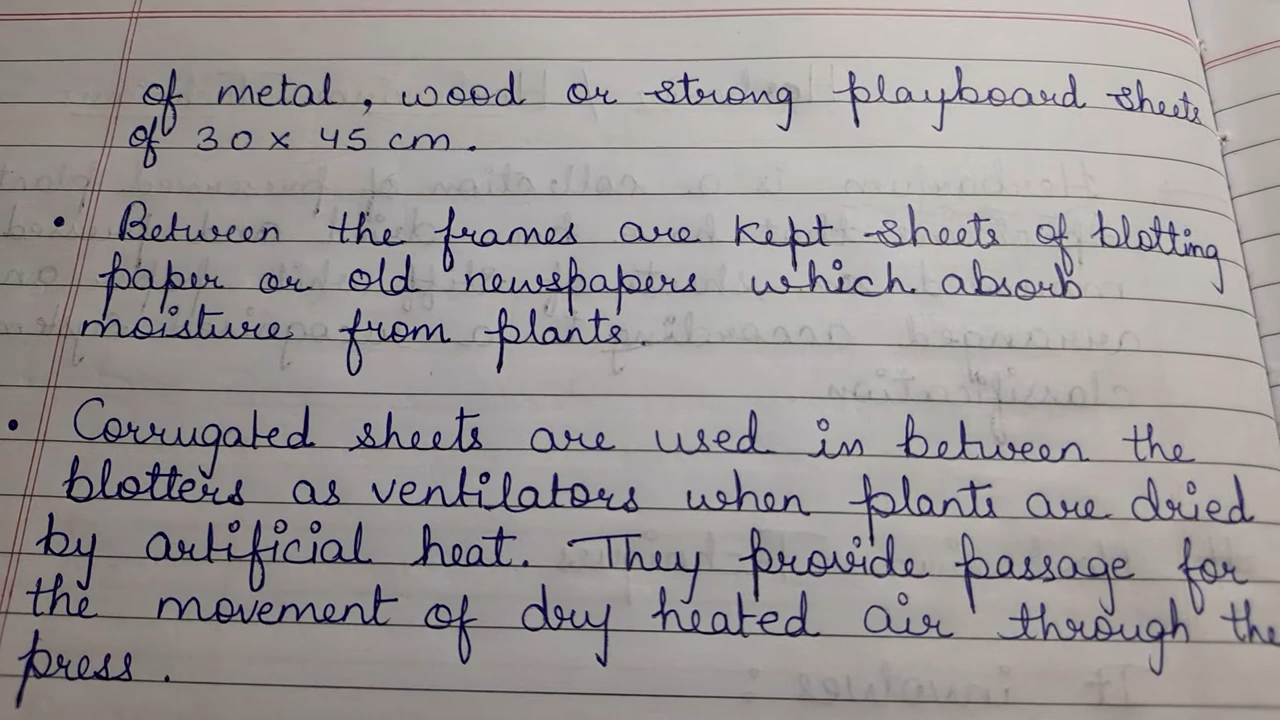 of metal, wood or strong playboard sheets
of 30 x 45 cm.
• Between the frames are kept sheets of blotting
paper or old newspapers which absorb
moisture from plants.
• Corrugated sheets are used in between the
blotters as ventilators when plants are dried
by artificial heat. They provide passage for
the movement of dry heated air through the
press.